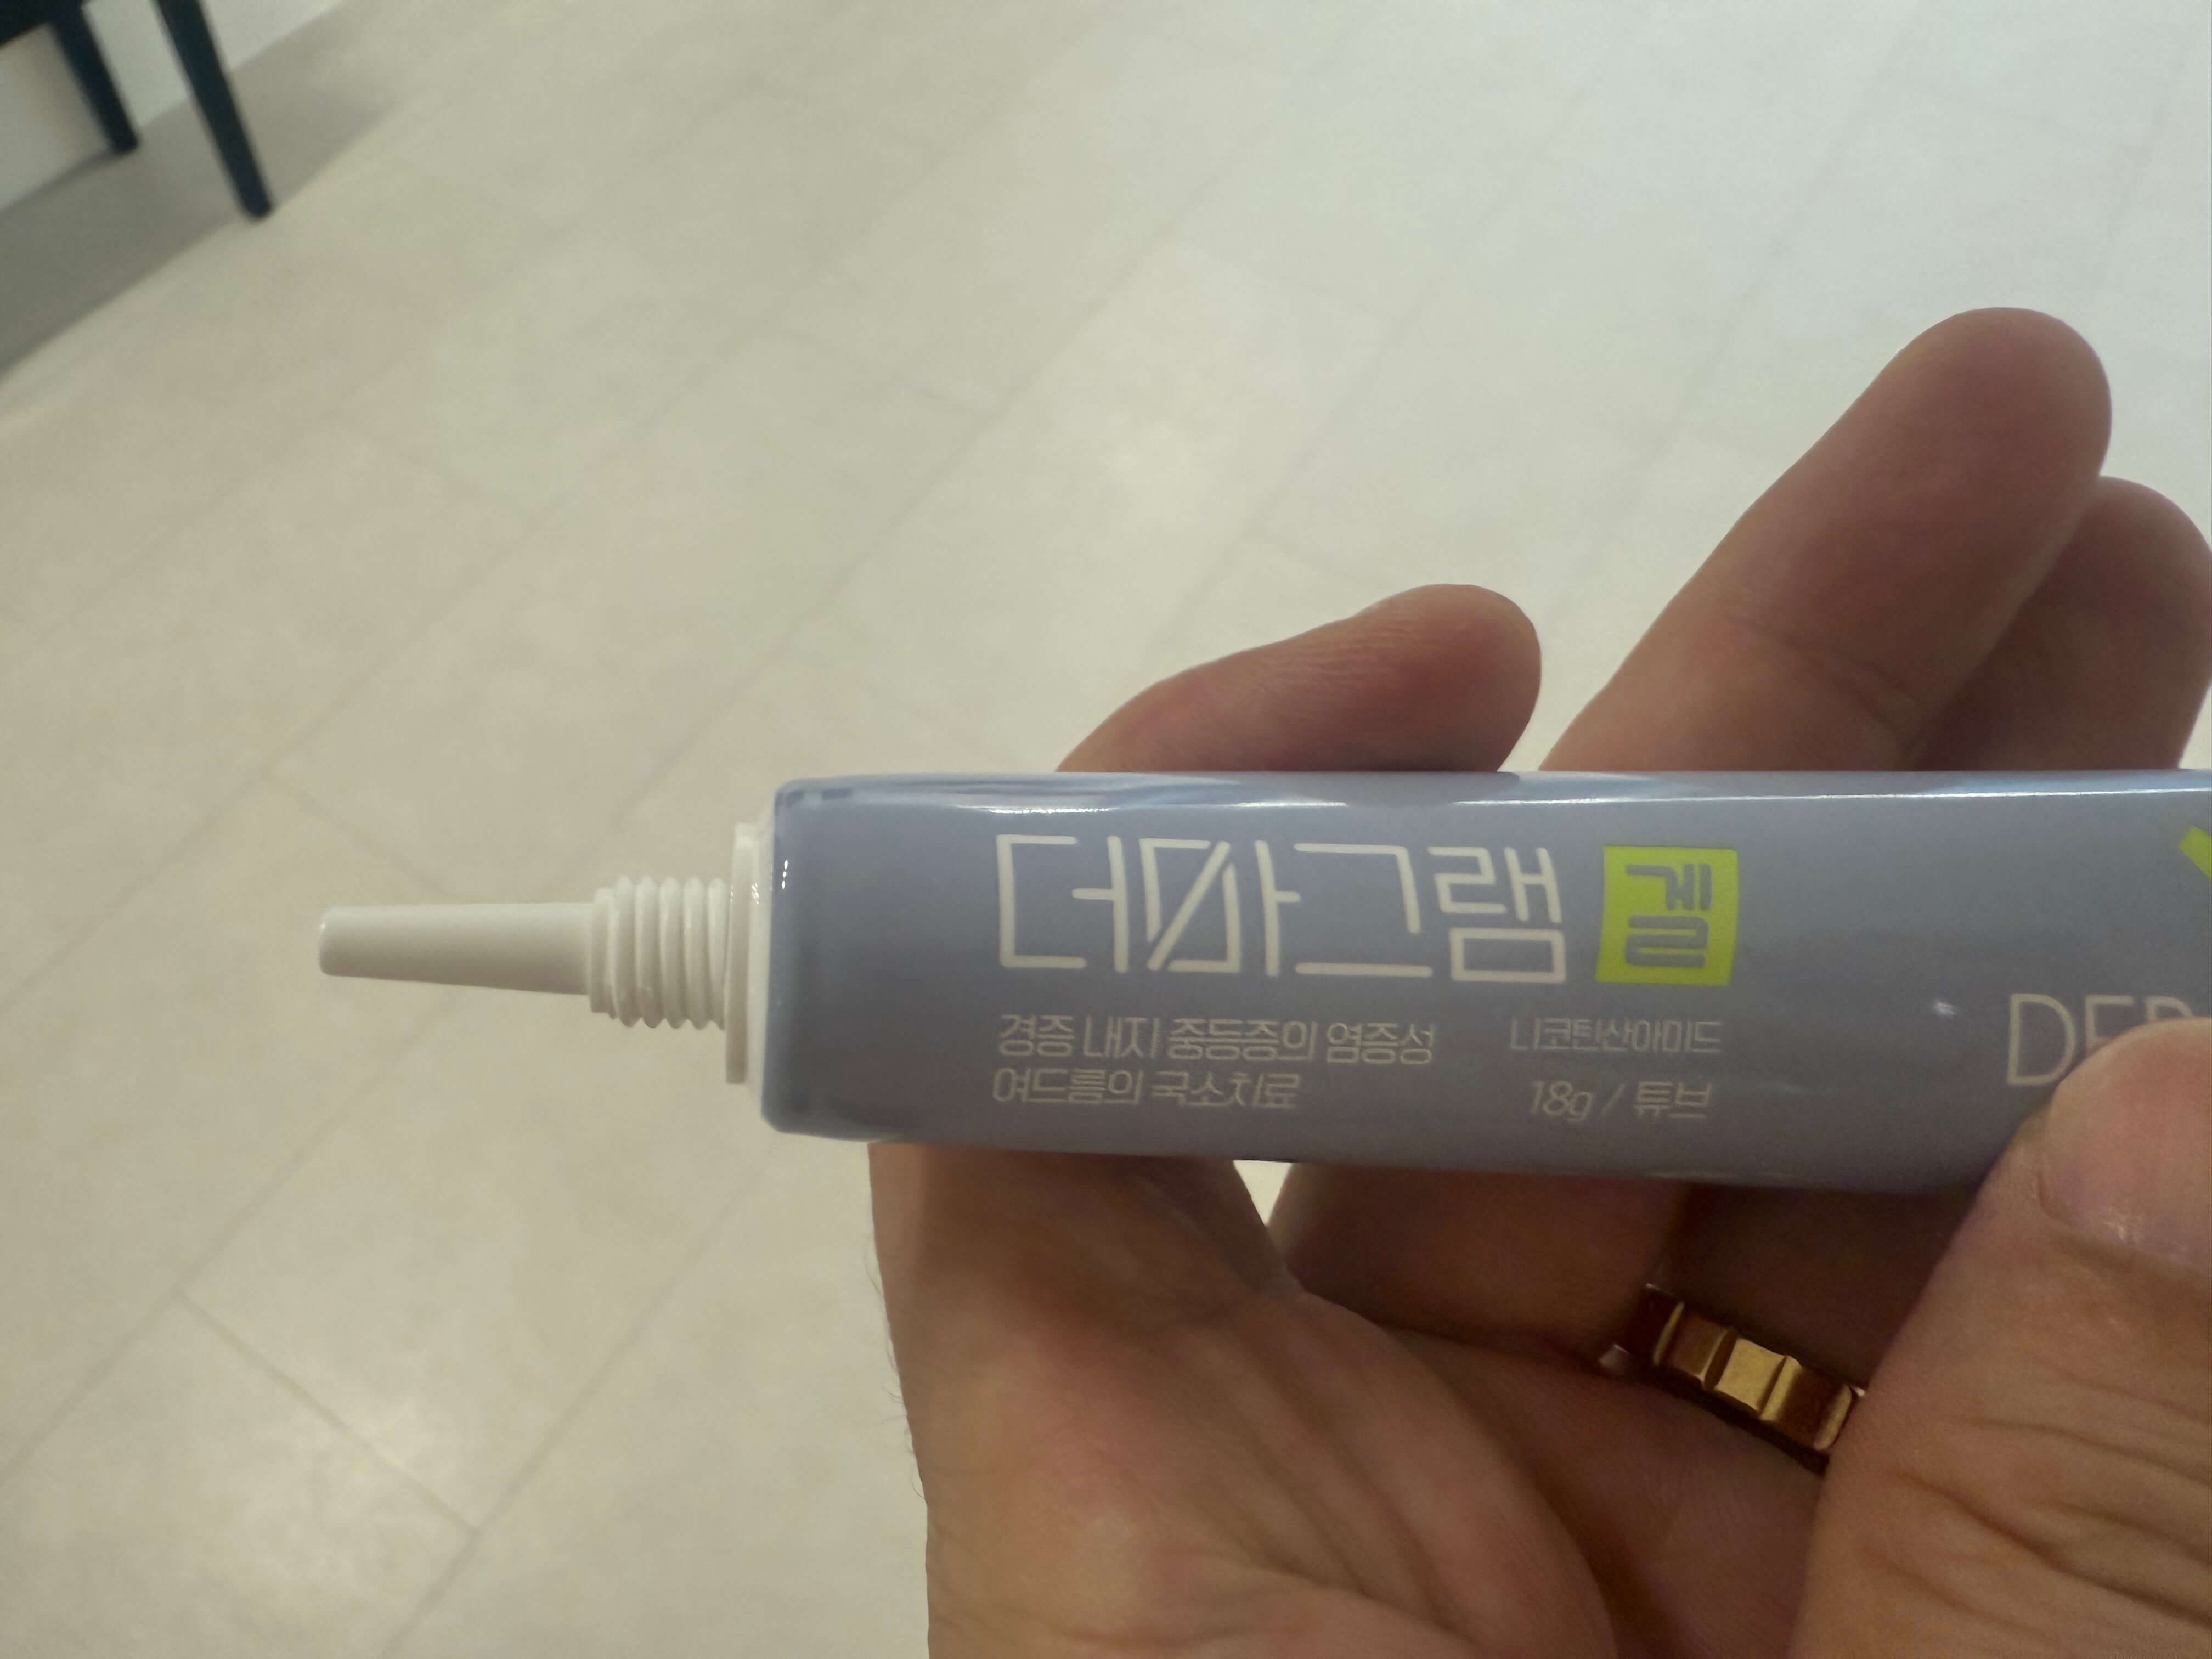 더마그램 겔
경증 내지 중등증의 염증성
여드름의 국소치료
니코틴산아미드
18g / 튜브